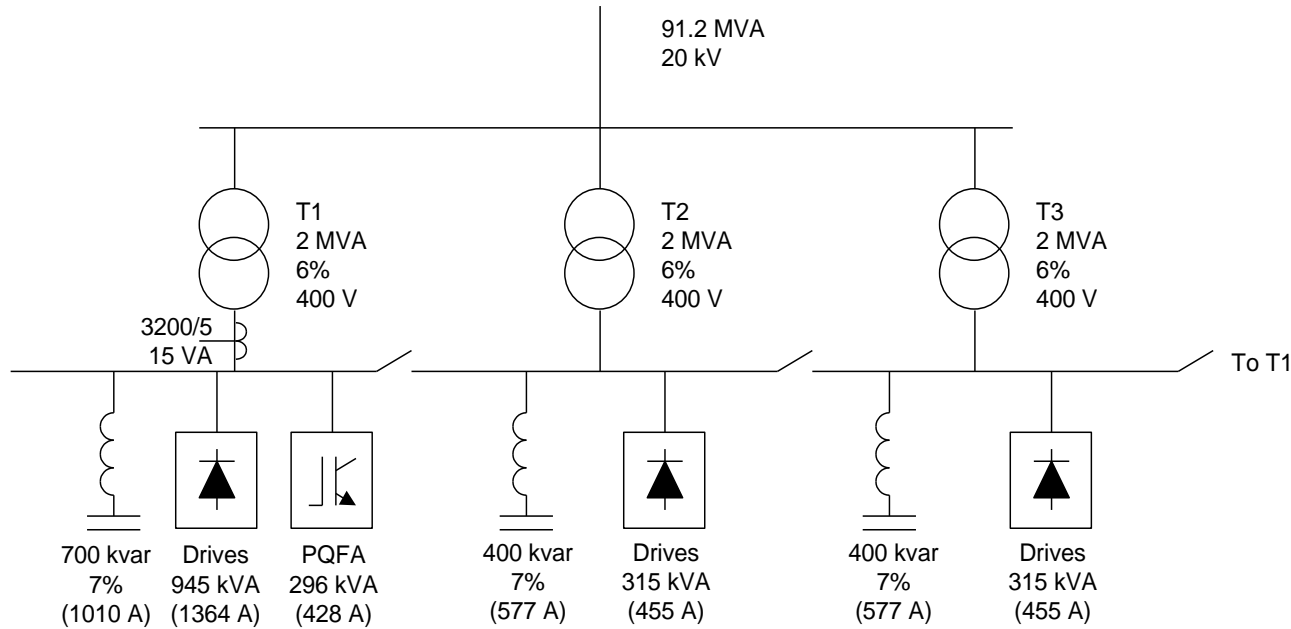 91.2 MVA
20 kV
T1
2 MVA
6%
400 V
T2
2 MVA
6%
400 V
T3
2 MVA
6%
400 V
3200/5
15 VA
To T1
700 kvar
7%
(1010 A)
Drives
945 kVA
(1364 A)
PQFA
296 kVA
(428 A)
400 kvar
7%
(577 A)
Drives
315 kVA
(455 A)
400 kvar
7%
(577 A)
Drives
315 kVA
(455 A)